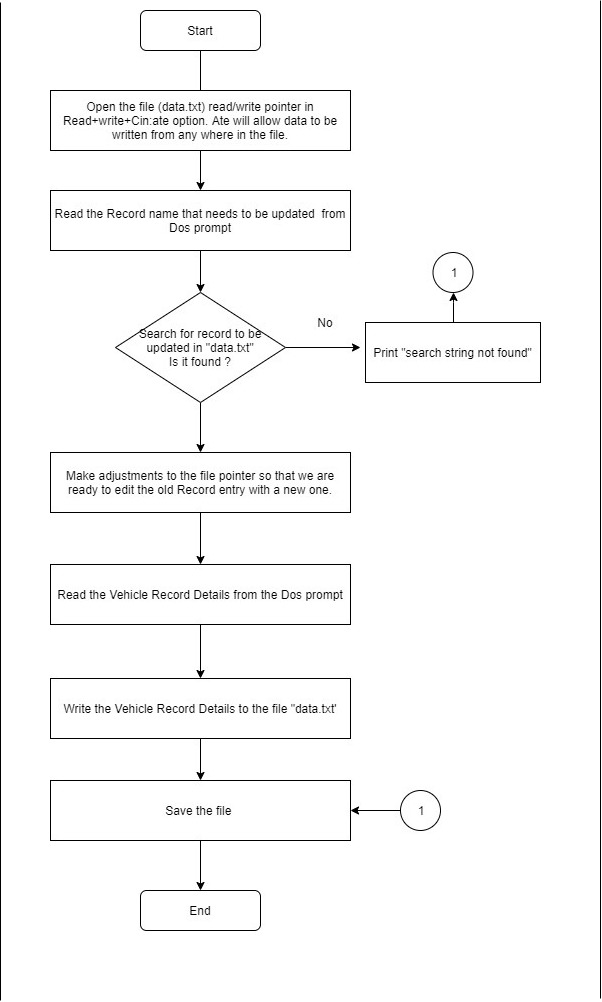 Start
Open the file (data.txt) read/write pointer in
Read+write+Cin:ate option. Ate will allow data to be
written from any where in the file.
Read the Record name that needs to be updated from
Dos prompt
1
No
Search for record to be
updated in "data.txt"
Is it found ?
Print "search string not found"
Make adjustments to the file pointer so that we are
ready to edit the old Record entry with a new one.
Read the Vehicle Record Details from the Dos prompt
Write the Vehicle Record Details to the file "data.txt'
Save the file
1
End